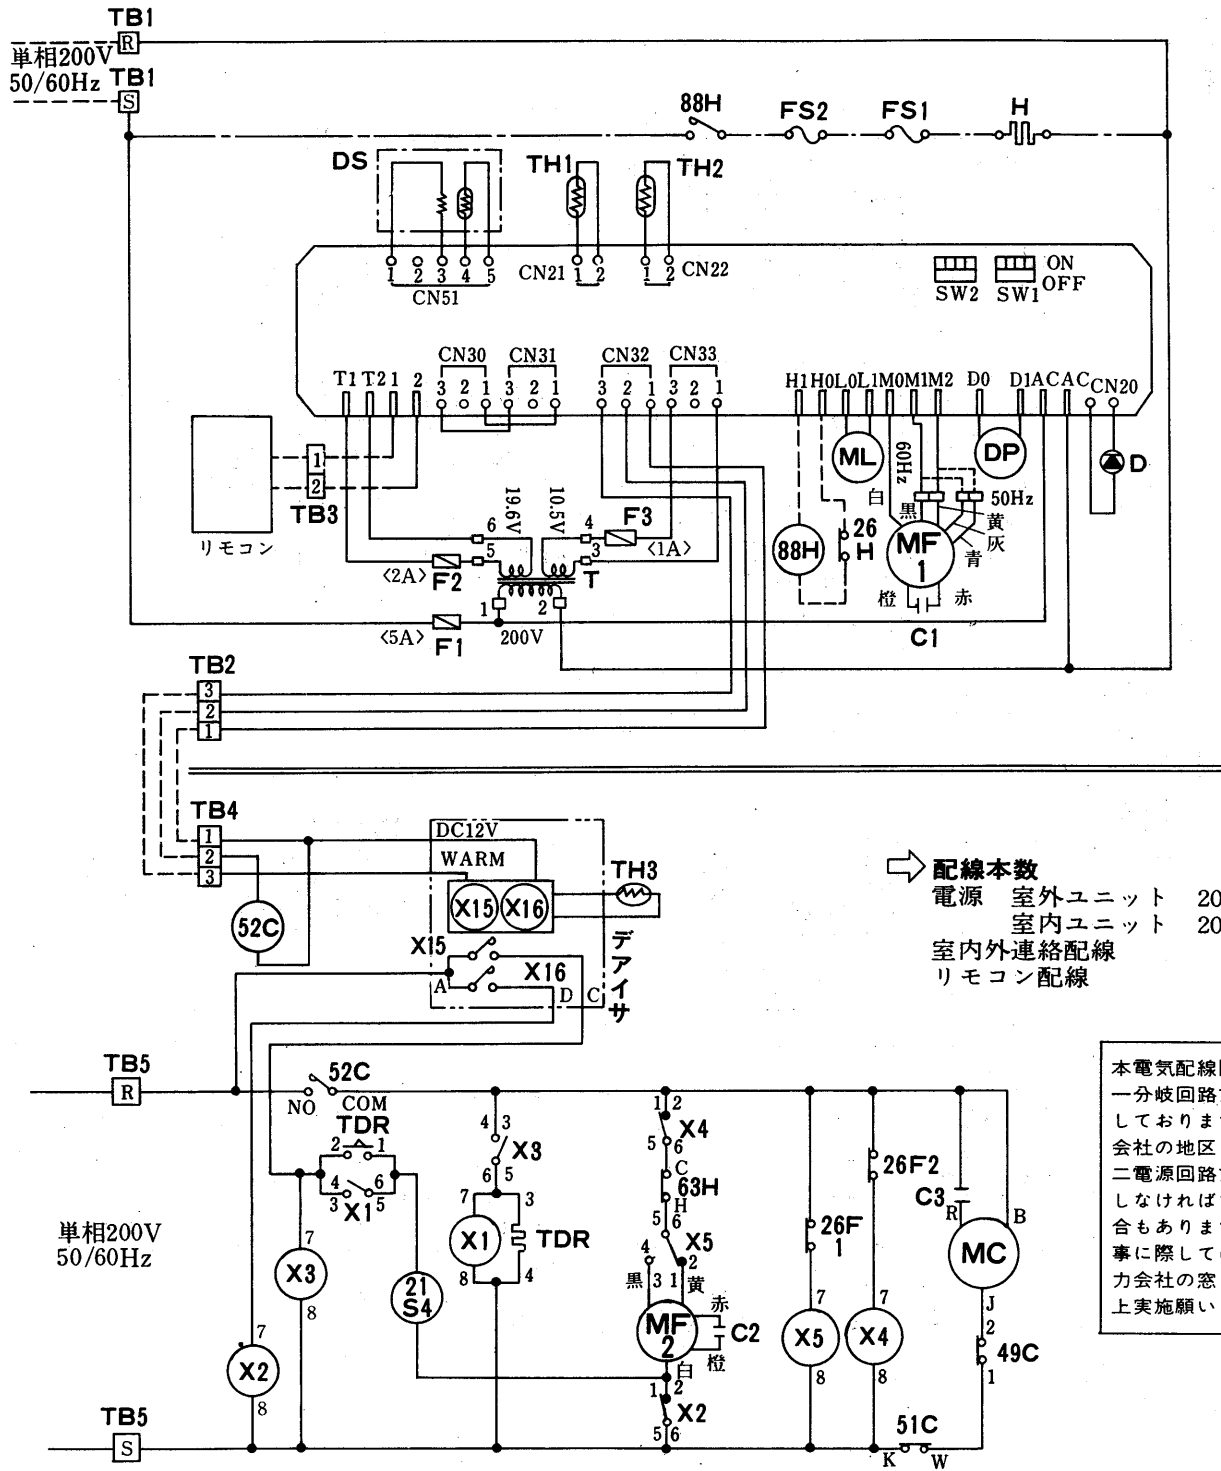 TB1
R
単相200V
50/60Hz
TB1
S
88H
FS2
FS1
H
DS
TH1
TH2
1 2 3 4 5
CN51
CN21 1 2
1 2 CN22
SW2
SW1
ON
OFF
CN30
CN31
CN32
CN33
T1 T2 1 2
3 2 1 3 2 1
3 2 1 3 2 1
H1 H0 L0 L1 M0 M1 M2 D0 D1 AC AC CN20
リモコン
1
2
TB3
19.6V
10.5V
6
5
4
3
F3
〈1A〉
〈2A〉
F2
T
1
2
〈5A〉
F1
200V
ML
60Hz
DP
D
50Hz
白
黒
黄
灰
青
88H
26
H
MF
1
橙
赤
C1
TB2
3
2
1
TB4
1
2
3
DC12V
WARM
X15
X16
TH3
52C
X15
X16
A
D
C
デアイサ
配線本数
電源 室外ユニット 20
室内ユニット 20
室内外連絡配線
リモコン配線
TB5
R
52C
NO
COM
TDR
2 1
4 6
3 5
X1
4 3
X3
6 5
7 3
X1
TDR
8 4
1 2
X4
5 6
C
63H
H
5 6
X5
4 2
黒 3 1 黄
MF
2
赤
C2
橙
白
1 2
X2
5 6
単相200V
50/60Hz
7
X3
8
21
S4
7
X2
8
26F
1
7
X5
8
26F2
7
X4
8
C3
R
B
MC
J
2
49C
1
51C
K
W
TB5
S
本電気配線
一分岐回路
しておりま
会社の地区
二電源回路
しなければ
合もありま
事に際して
力会社の窓
上実施願い